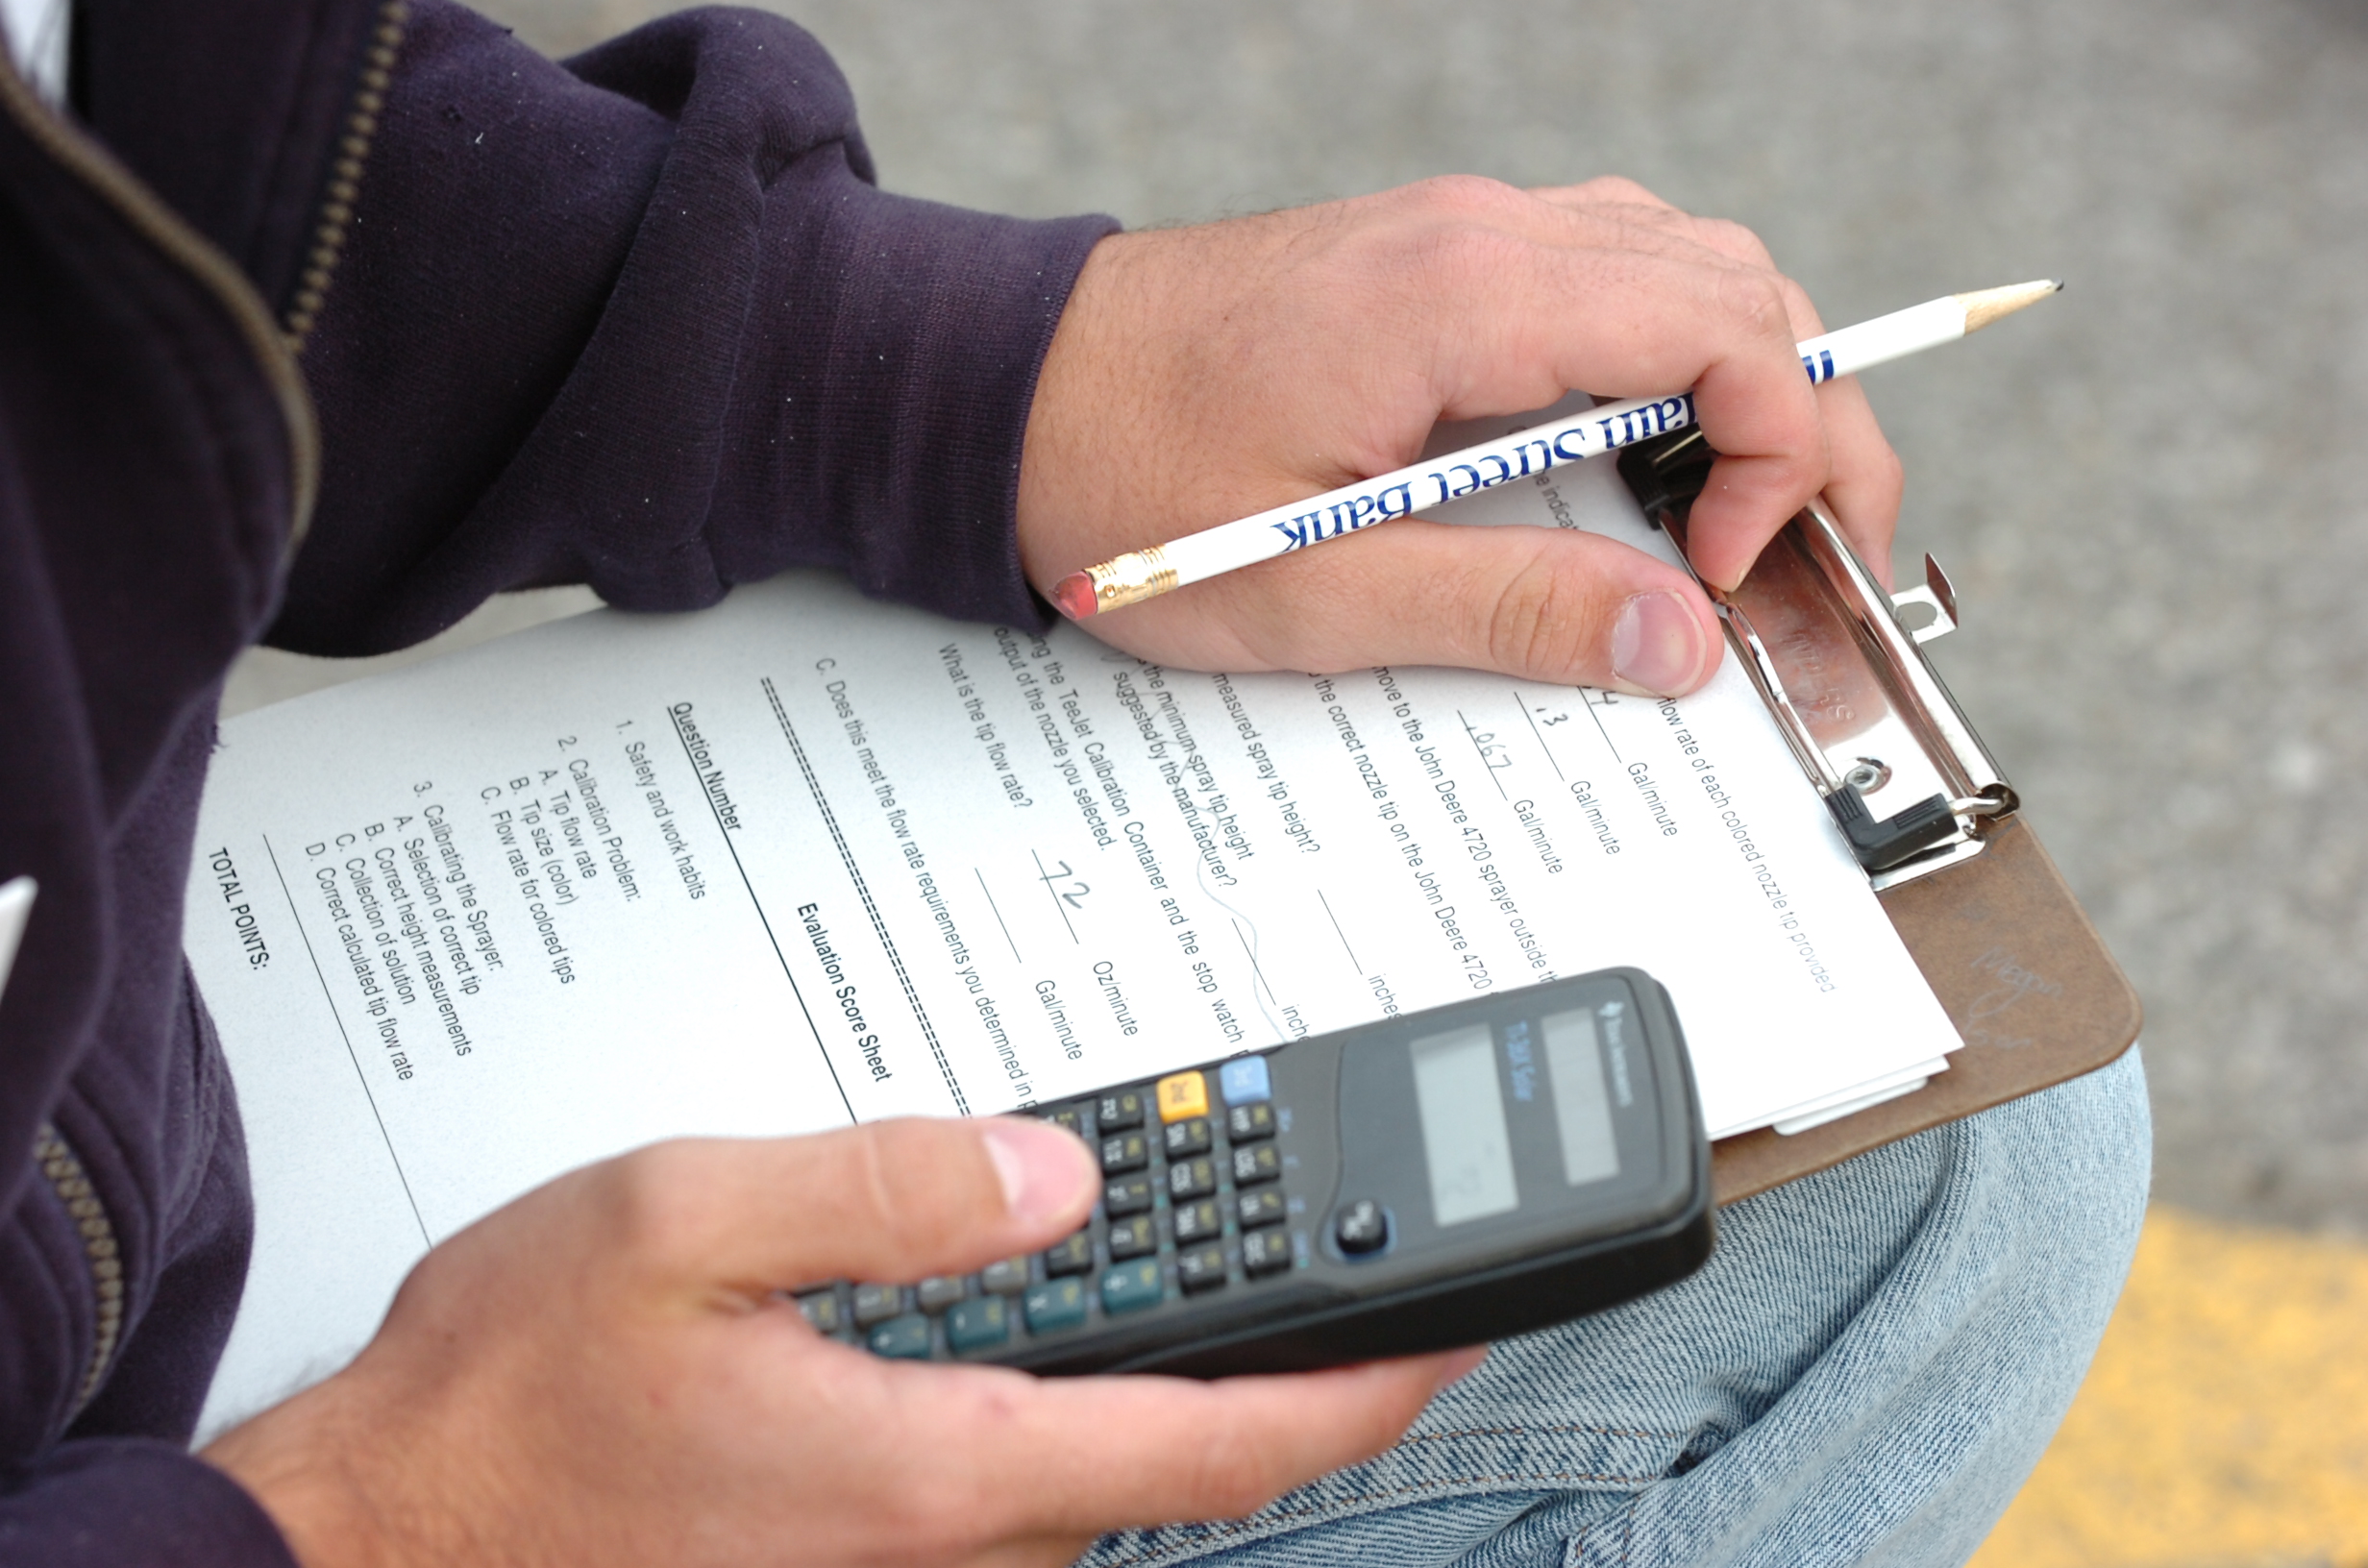 flow rate of each colored nozzle tip provided
Gal/minute
.3 Gal/minute
.067 Gal/minute
move to the John Deere 4720 sprayer outside
the correct nozzle tip on the John Deere 4720
measured spray tip height? inches
the minimum spray tip height
suggested by the manufacturer?
the TeeJet Calibration Container and the stop watch
output of the nozzle you selected.
What is the tip flow rate? 72 Oz/minute
Gal/minute
C. Does this meet the flow rate requirements you determined in
Evaluation Score Sheet
Question Number
1. Safety and work habits
2. Calibration Problem:
A. Tip flow rate
B. Tip size (color)
C. Flow rate for colored tips
3. Calibrating the Sprayer:
A. Selection of correct tip
B. Correct height measurements
C. Collection of solution
D. Correct calculated tip flow rate
TOTAL POINTS:
Street Bank